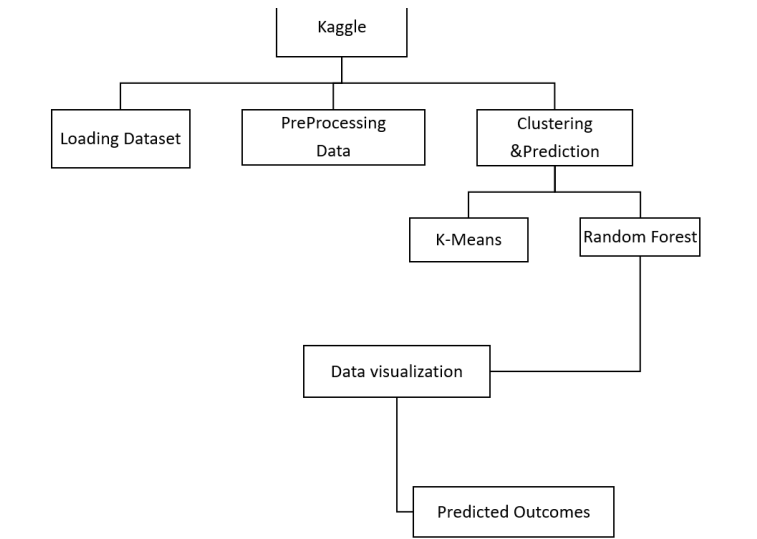 Kaggle
Loading Dataset
PreProcessing
Data
Clustering
&Prediction
K-Means
Random Forest
Data visualization
Predicted Outcomes